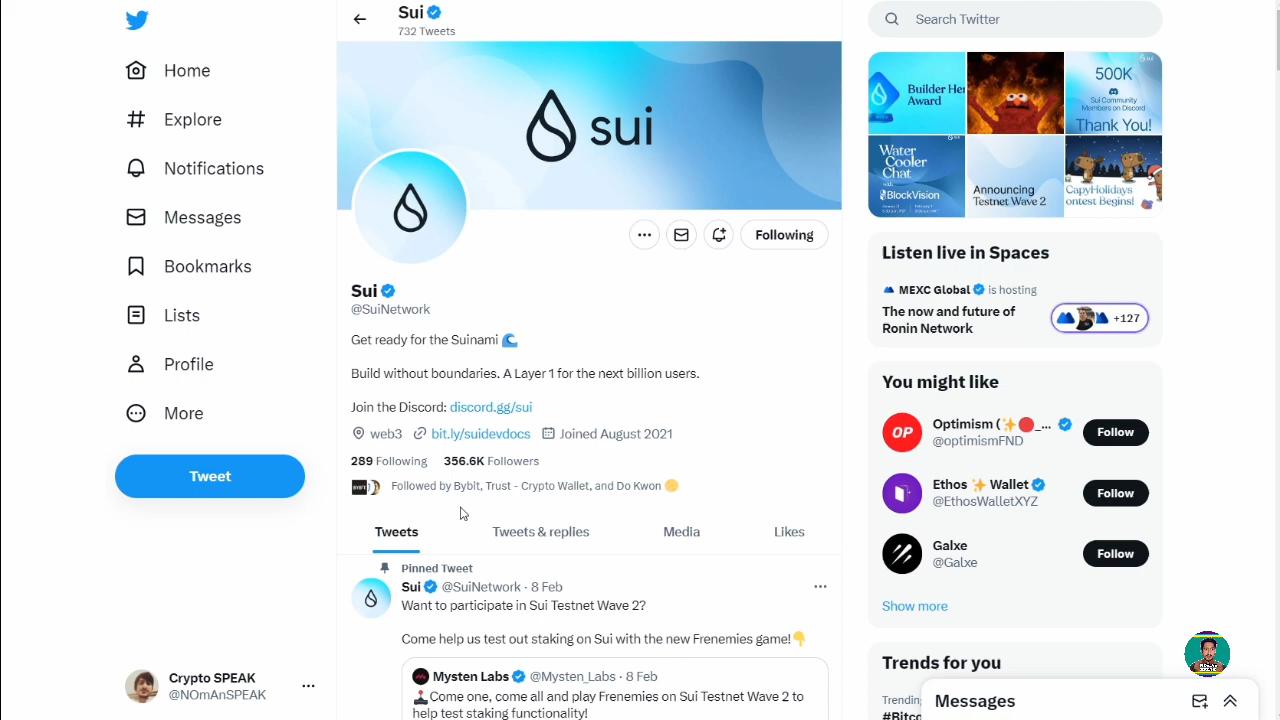 Sui
732 Tweets
Home
Explore
Notifications
Messages
Bookmarks
Lists
Profile
More
Tweet
Crypto SPEAK
@NOmAnSPEAK
sui
Following
Sui
@SuiNetwork
Get ready for the Suinami 🌊
Build without boundaries. A Layer 1 for the next billion users.
Join the Discord: discord.gg/sui
web3 bit.ly/suidevdocs Joined August 2021
289 Following 356.6K Followers
Followed by Bybit, Trust - Crypto Wallet, and Do Kwon 🌕
Tweets Tweets & replies Media Likes
Pinned Tweet
Sui @SuiNetwork · 8 Feb
Want to participate in Sui Testnet Wave 2?
Come help us test out staking on Sui with the new Frenemies game!👇
Mysten Labs @Mysten_Labs · 8 Feb
🕹️Come one, come all and play Frenemies on Sui Testnet Wave 2 to
help test staking functionality!
Search Twitter
Builder Her
Award
500K
Sui Community
Members on Discord
Thank You!
Water
Cooler
Chat
with
BlockVision
Announcing
Testnet Wave 2
CapyHolidays
ontest Begins!
Listen live in Spaces
MEXC Global is hosting
The now and future of
Ronin Network
+127
You might like
OP
Optimism (✨🔴_...
@optimismFND
Follow
Ethos ✨ Wallet
@EthosWalletXYZ
Follow
Galxe
@Galxe
Follow
Show more
Trends for you
Trending
#Bitco
Messages